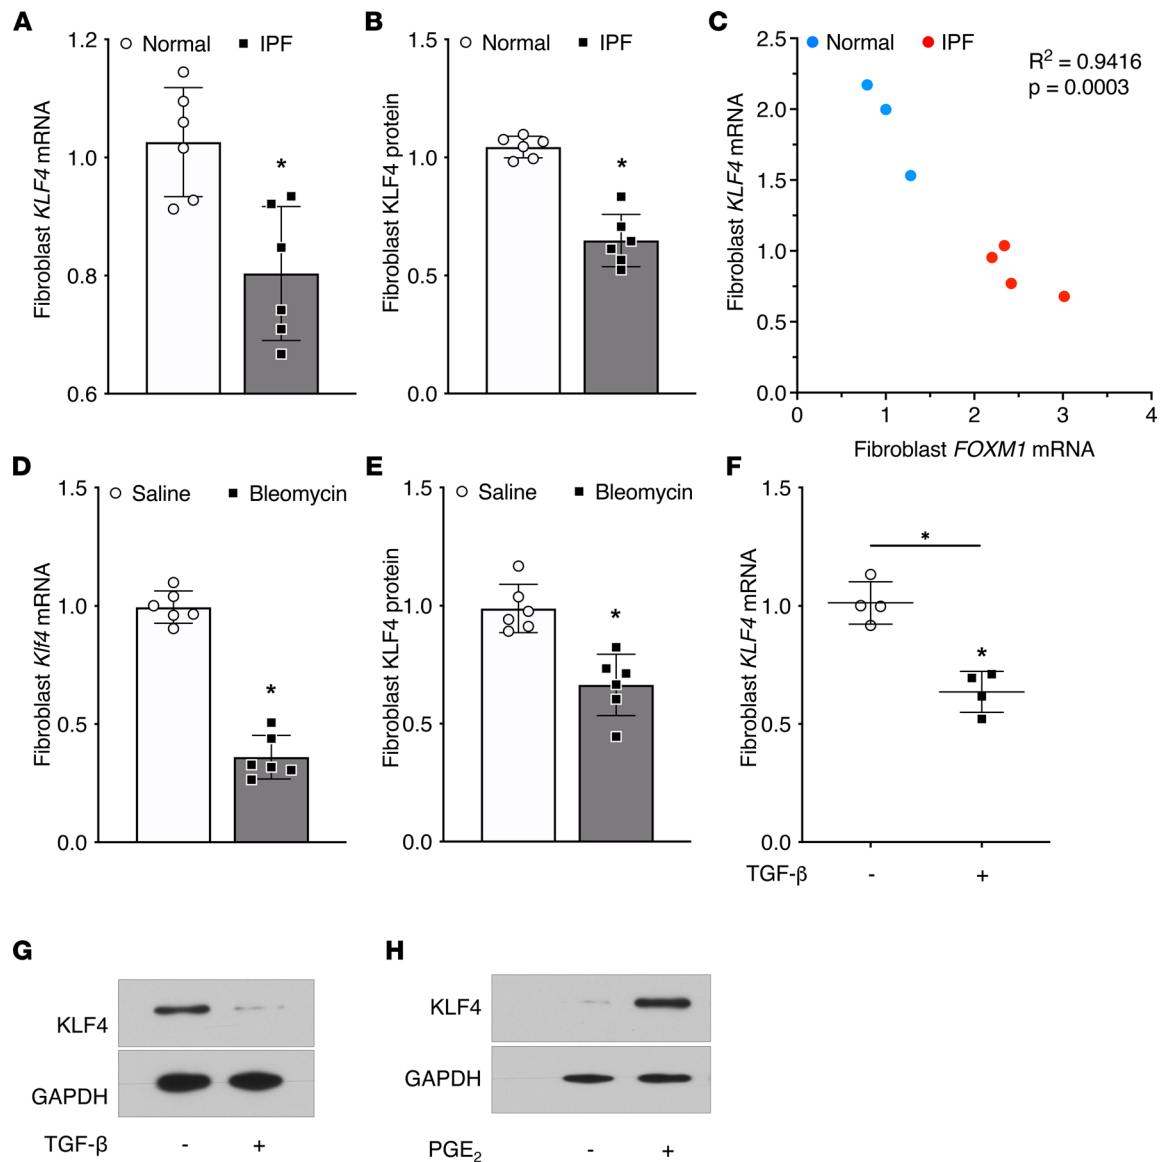 A
Normal IPF
1.2
1.0
0.8
0.6
Fibroblast KLF4 mRNA
*
B
Normal IPF
1.5
1.0
0.5
0.0
Fibroblast KLF4 protein
*
C
Normal IPF
R² = 0.9416
p = 0.0003
2.5
2.0
1.5
1.0
0.5
0.0
Fibroblast KLF4 mRNA
0 1 2 3 4
Fibroblast FOXM1 mRNA
D
Saline Bleomycin
1.5
1.0
0.5
0.0
Fibroblast Klf4 mRNA
*
E
Saline Bleomycin
1.5
1.0
0.5
0.0
Fibroblast KLF4 protein
*
F
1.5
1.0
0.5
0.0
Fibroblast KLF4 mRNA
*
*
TGF-β - +
G
KLF4
GAPDH
TGF-β - +
H
KLF4
GAPDH
PGE₂ - +